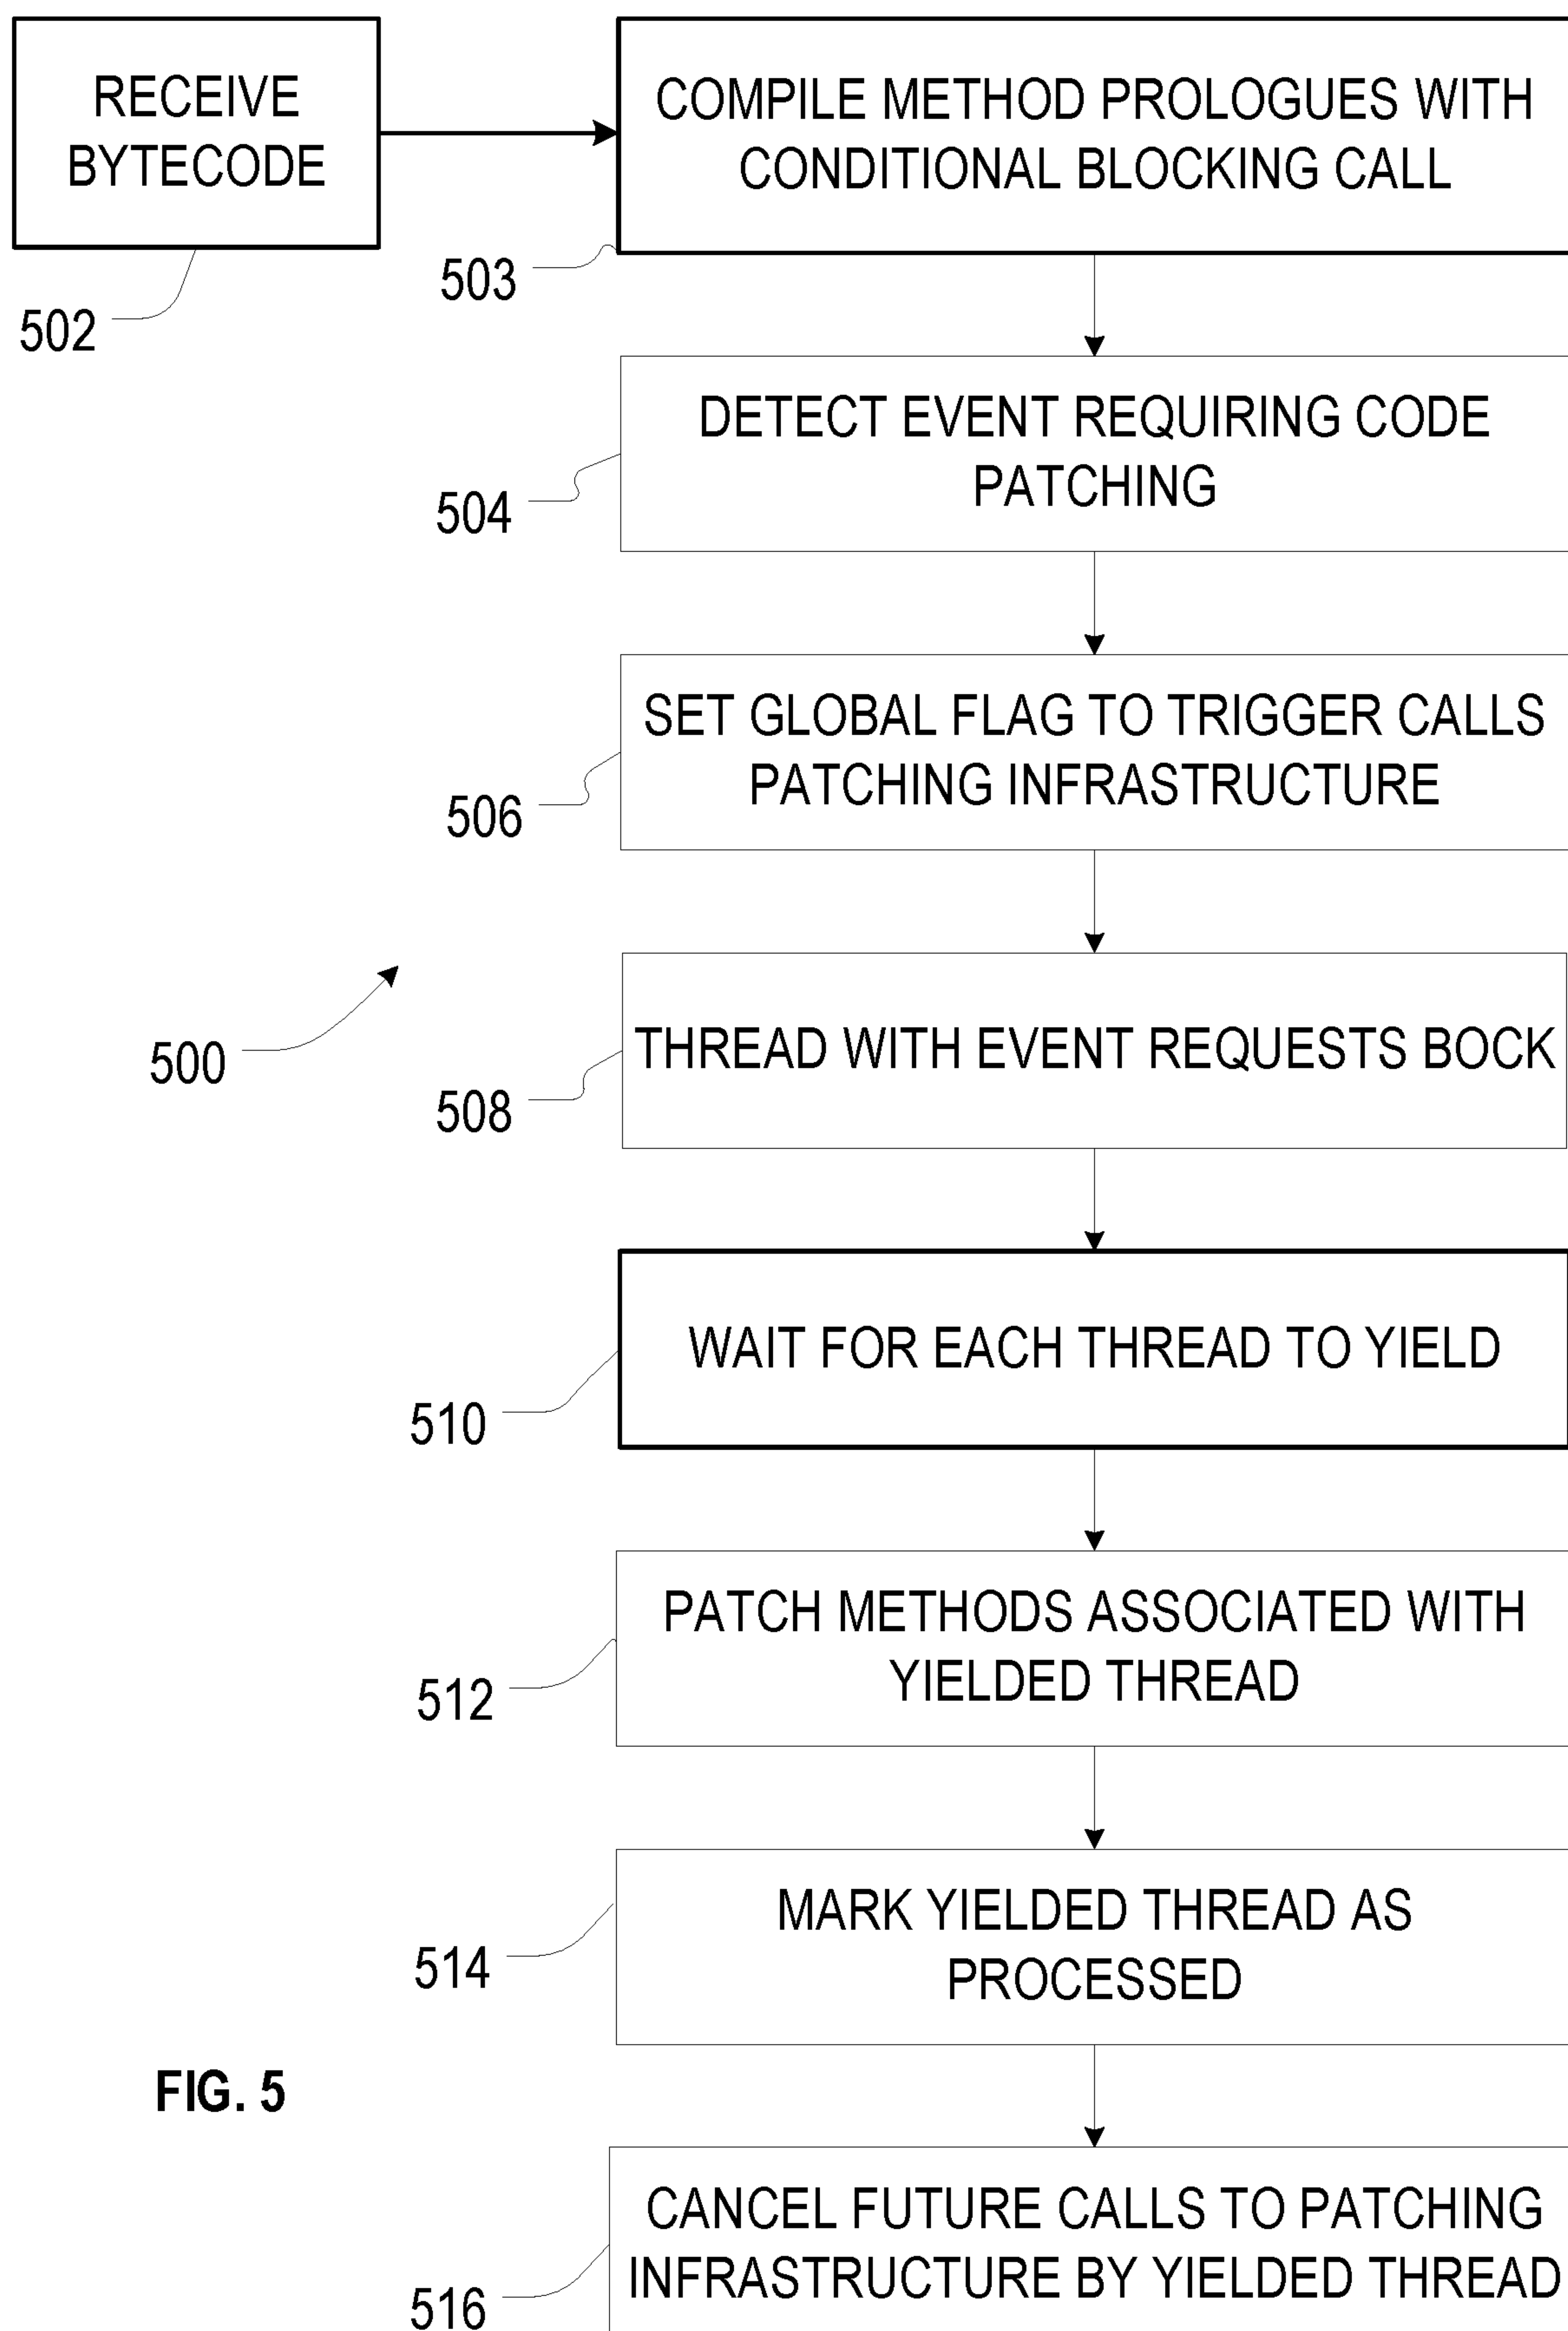 RECEIVE
BYTECODE
502
COMPILE METHOD PROLOGUES WITH
CONDITIONAL BLOCKING CALL
503
DETECT EVENT REQUIRING CODE
PATCHING
504
SET GLOBAL FLAG TO TRIGGER CALLS
PATCHING INFRASTRUCTURE
506
500
THREAD WITH EVENT REQUESTS BOCK
508
WAIT FOR EACH THREAD TO YIELD
510
PATCH METHODS ASSOCIATED WITH
YIELDED THREAD
512
MARK YIELDED THREAD AS
PROCESSED
514
FIG. 5
CANCEL FUTURE CALLS TO PATCHING
INFRASTRUCTURE BY YIELDED THREAD
516